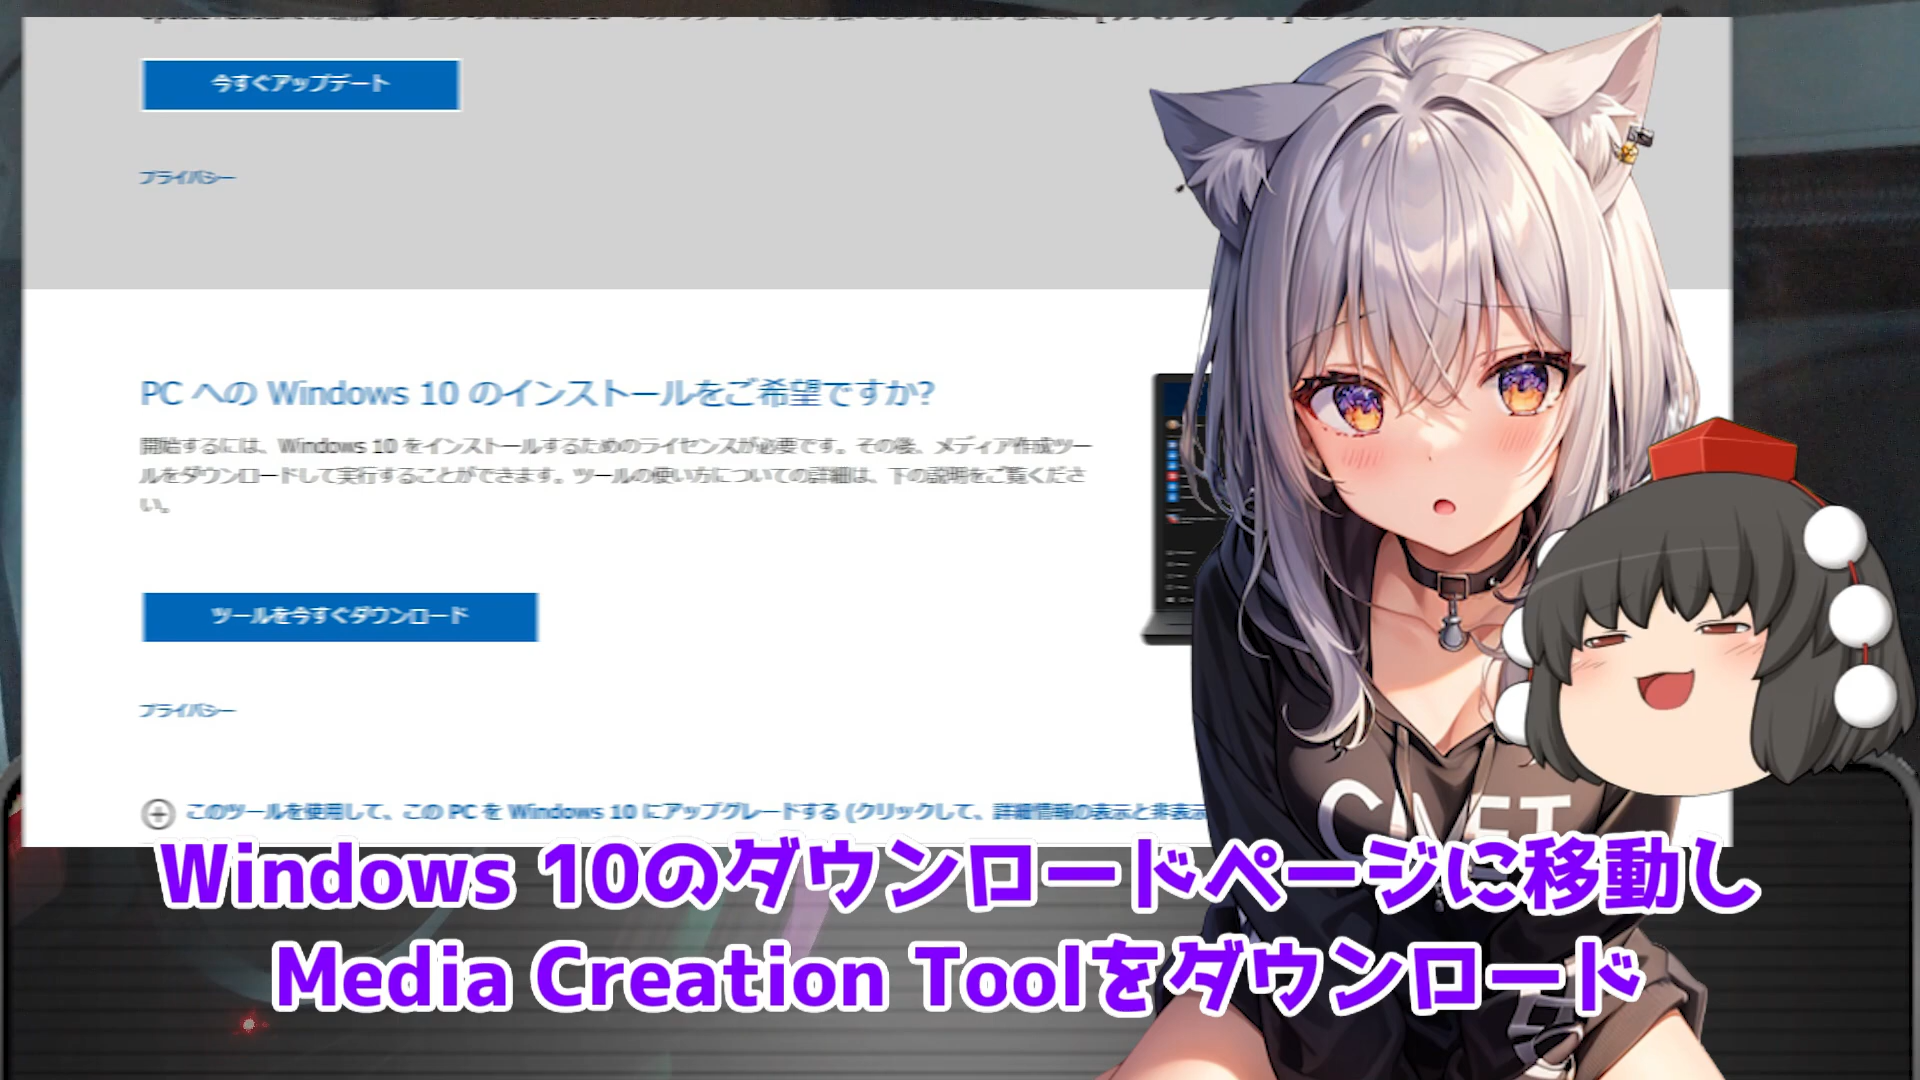 今すぐアップデート
プライバシー
PC への Windows 10 のインストールをご希望ですか?
開始するには、Windows 10 をインストールするためのライセンスが必要です。その後、メディア作成ツー
ルをダウンロードして実行することができます。ツールの使い方についての詳細は、下の説明をご覧くださ
い。
ツールを今すぐダウンロード
プライバシー
このツールを使用して、この PC を Windows 10 にアップグレードする (クリックして、詳細情報の表示と非表示
Windows 10のダウンロードページに移動し
Media Creation Toolをダウンロード